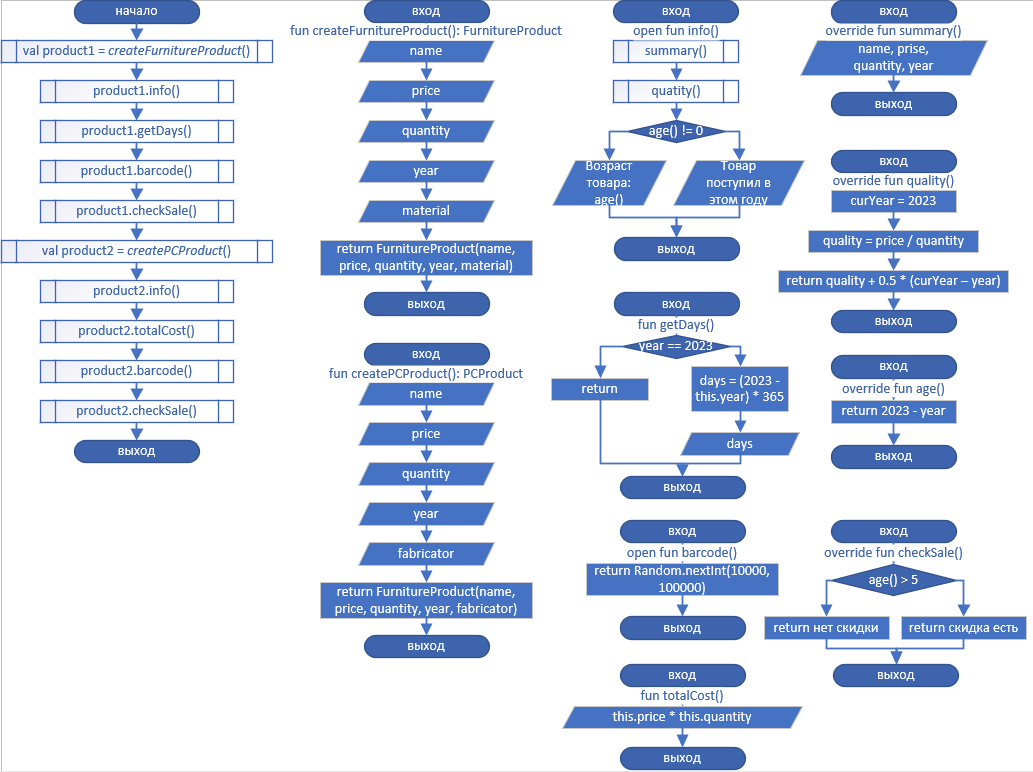 начало
val product1 = createFurnitureProduct()
product1.info()
product1.getDays()
product1.barcode()
product1.checkSale()
val product2 = createPCProduct()
product2.info()
product2.totalCost()
product2.barcode()
product2.checkSale()
выход
вход
fun createFurnitureProduct(): FurnitureProduct
name
price
quantity
year
material
return FurnitureProduct(name,
price, quantity, year, material)
выход
вход
fun createPCProduct(): PCProduct
name
price
quantity
year
fabricator
return FurnitureProduct(name,
price, quantity, year, fabricator)
выход
вход
open fun info()
summary()
quatity()
age() != 0
Возраст
товара:
age()
Товар
поступил в
этом году
выход
вход
fun getDays()
year == 2023
return
days = (2023 -
this.year) * 365
days
выход
вход
open fun barcode()
return Random.nextInt(10000,
100000)
выход
вход
fun totalCost()
this.price * this.quantity
выход
вход
override fun summary()
name, prise,
quantity, year
выход
вход
override fun quality()
curYear = 2023
quality = price / quantity
return quality + 0.5 * (curYear – year)
выход
вход
override fun age()
return 2023 - year
выход
вход
override fun checkSale()
age() > 5
return нет скидки
return скидка есть
выход